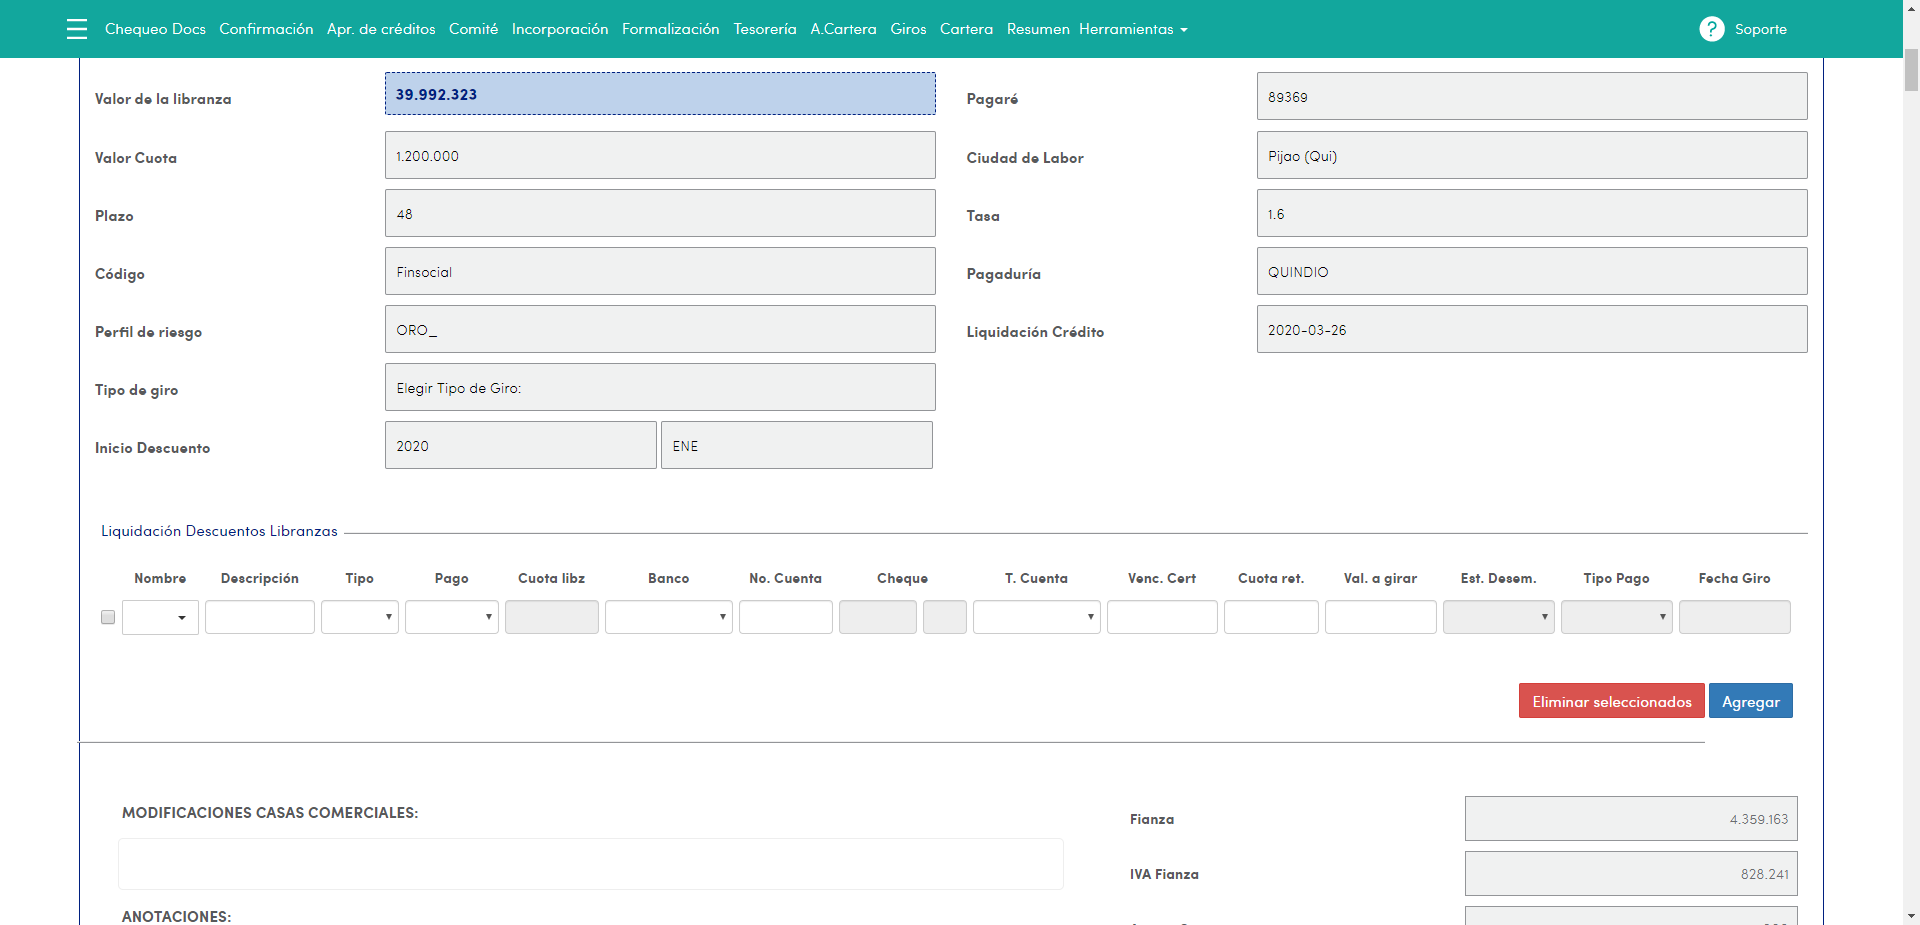 Chequeo Docs Confirmación Apr. de créditos Comité Incorporación Formalización Tesorería A.Cartera Giros Cartera Resumen Herramientas ? Soporte
Valor de la libranza 39.992.323 Pagaré 89369
Valor Cuota 1.200.000 Ciudad de Labor Pijao (Qui)
Plazo 48 Tasa 1.6
Código Finsocial Pagaduría QUINDIO
Perfil de riesgo ORO_ Liquidación Crédito 2020-03-26
Tipo de giro Elegir Tipo de Giro:
Inicio Descuento 2020 ENE
Liquidación Descuentos Libranzas
Nombre Descripción Tipo Pago Cuota libz Banco No. Cuenta Cheque T. Cuenta Venc. Cert Cuota ret. Val. a girar Est. Desem. Tipo Pago Fecha Giro
Eliminar seleccionados Agregar
MODIFICACIONES CASAS COMERCIALES: Fianza 4.359.163
IVA Fianza 828.241
ANOTACIONES: